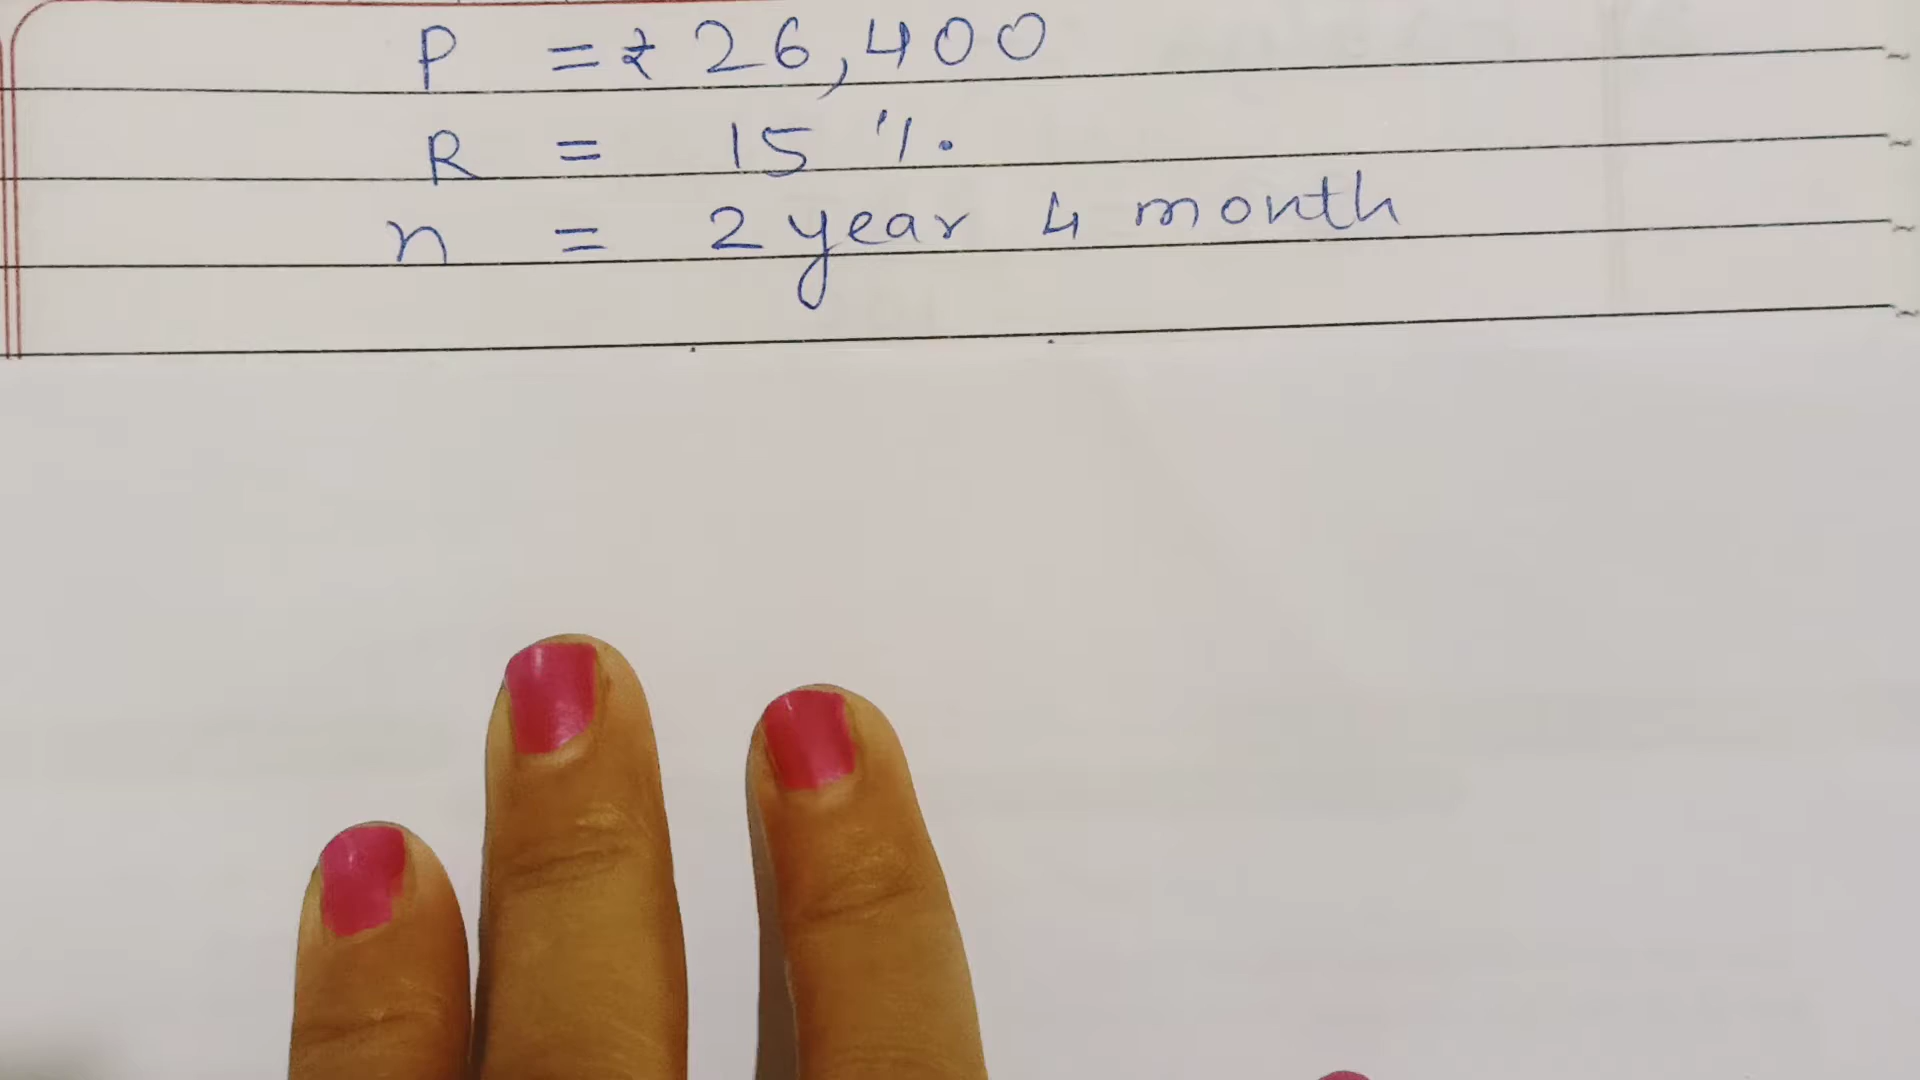 P = ₹ 26,400
R = 15 %
n = 2 year 4 month